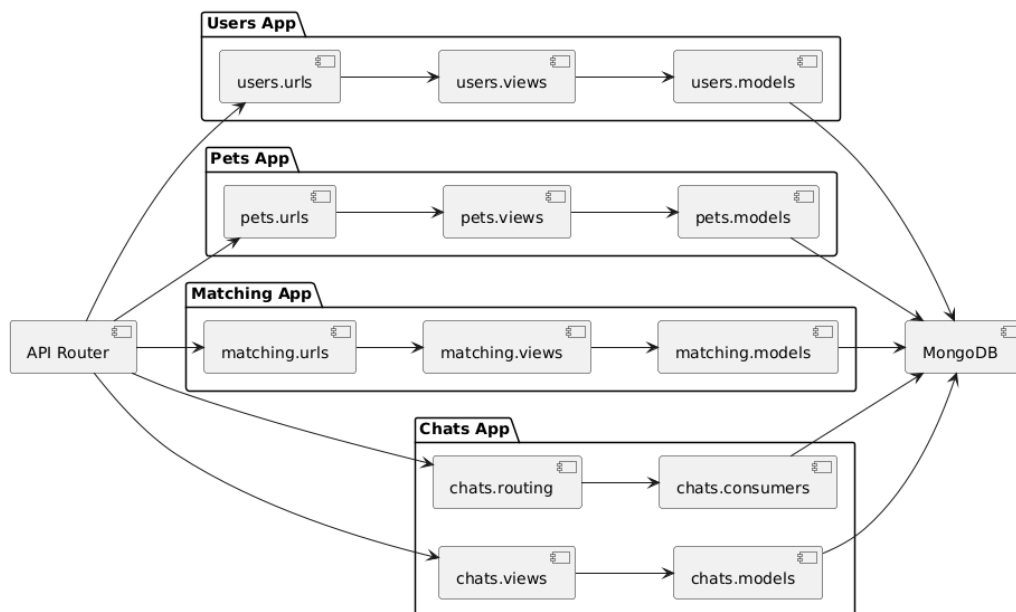 Users App
users.urls
users.views
users.models
Pets App
pets.urls
pets.views
pets.models
Matching App
API Router
matching.urls
matching.views
matching.models
MongoDB
Chats App
chats.routing
chats.consumers
chats.views
chats.models